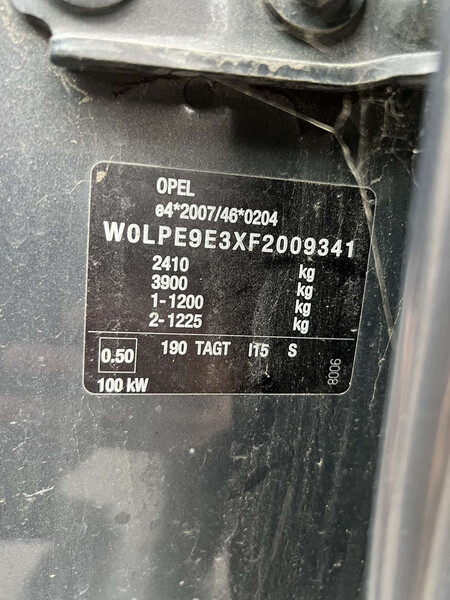 OPEL
e4*2007/46*0204
W0LPE9E3XF2009341
2410 kg
3900 kg
1-1200 kg
2-1225 kg
0.50 190 TAGT I15 S
100 kW
8006